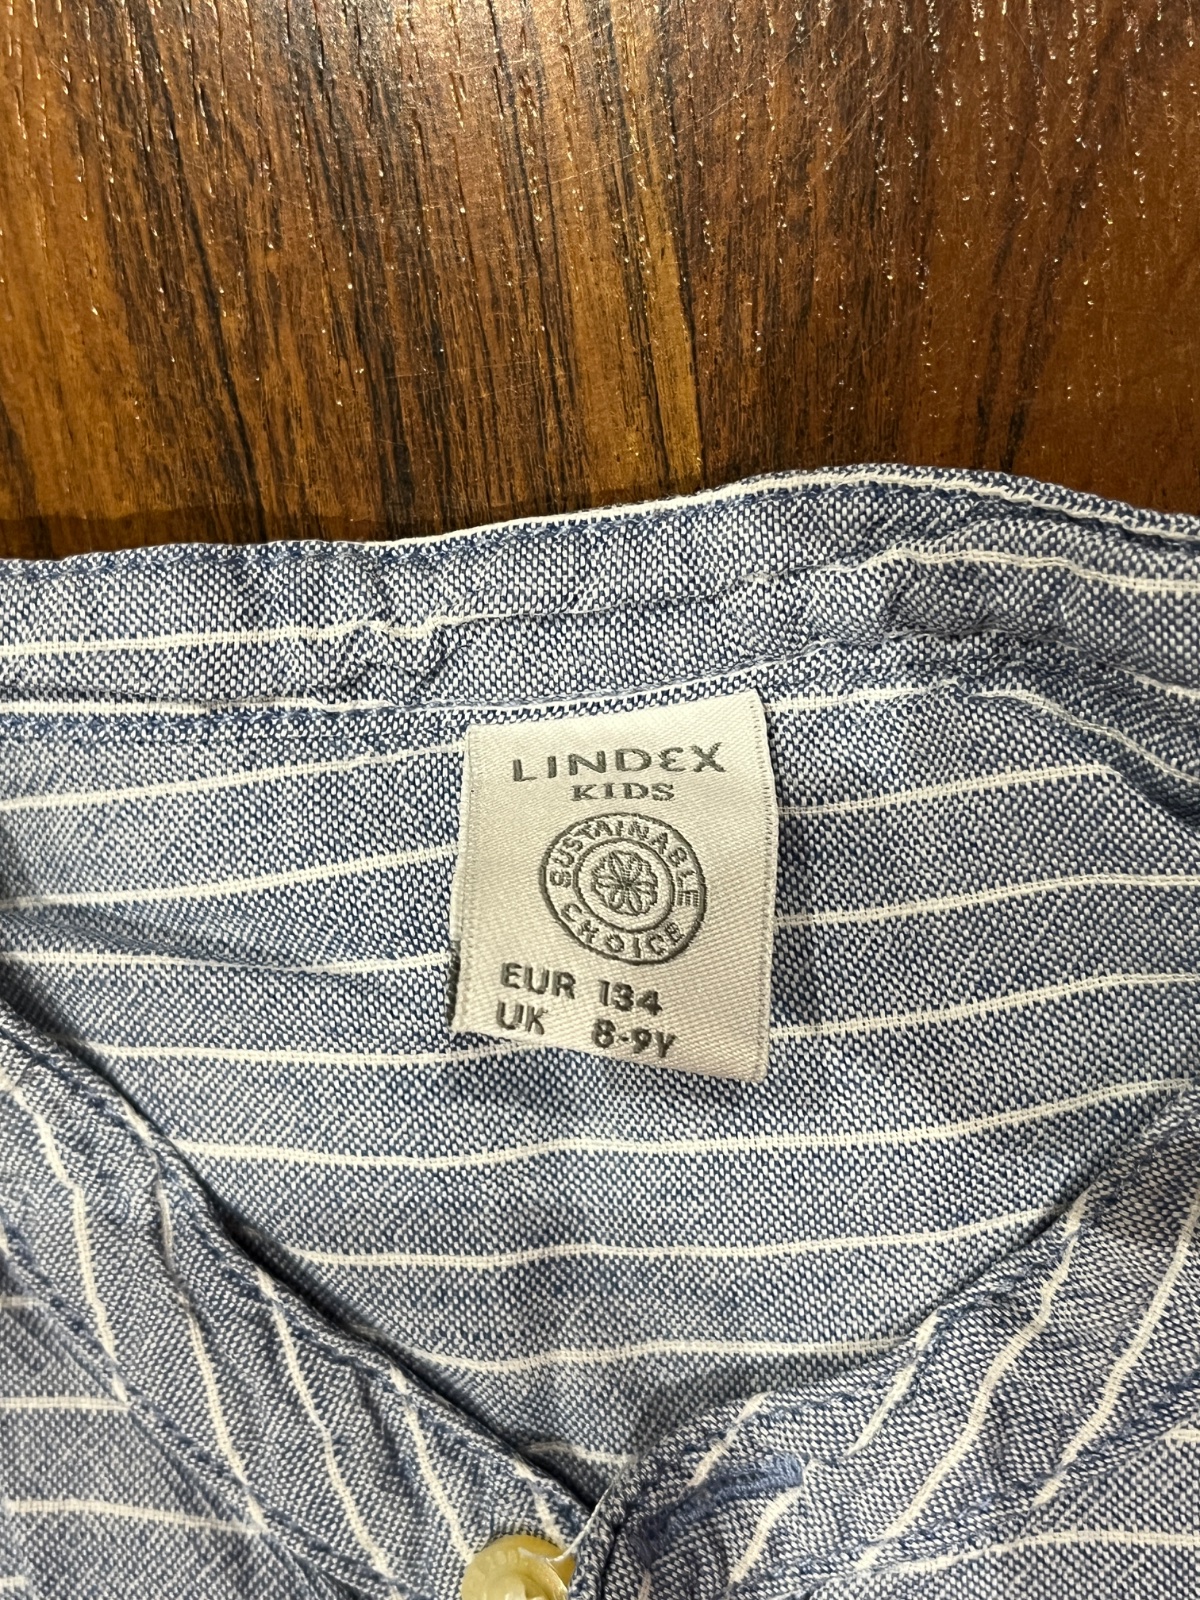 LINDEX
KIDS
SUSTAINABLE
CHOICE
EUR 134
UK 8-9Y